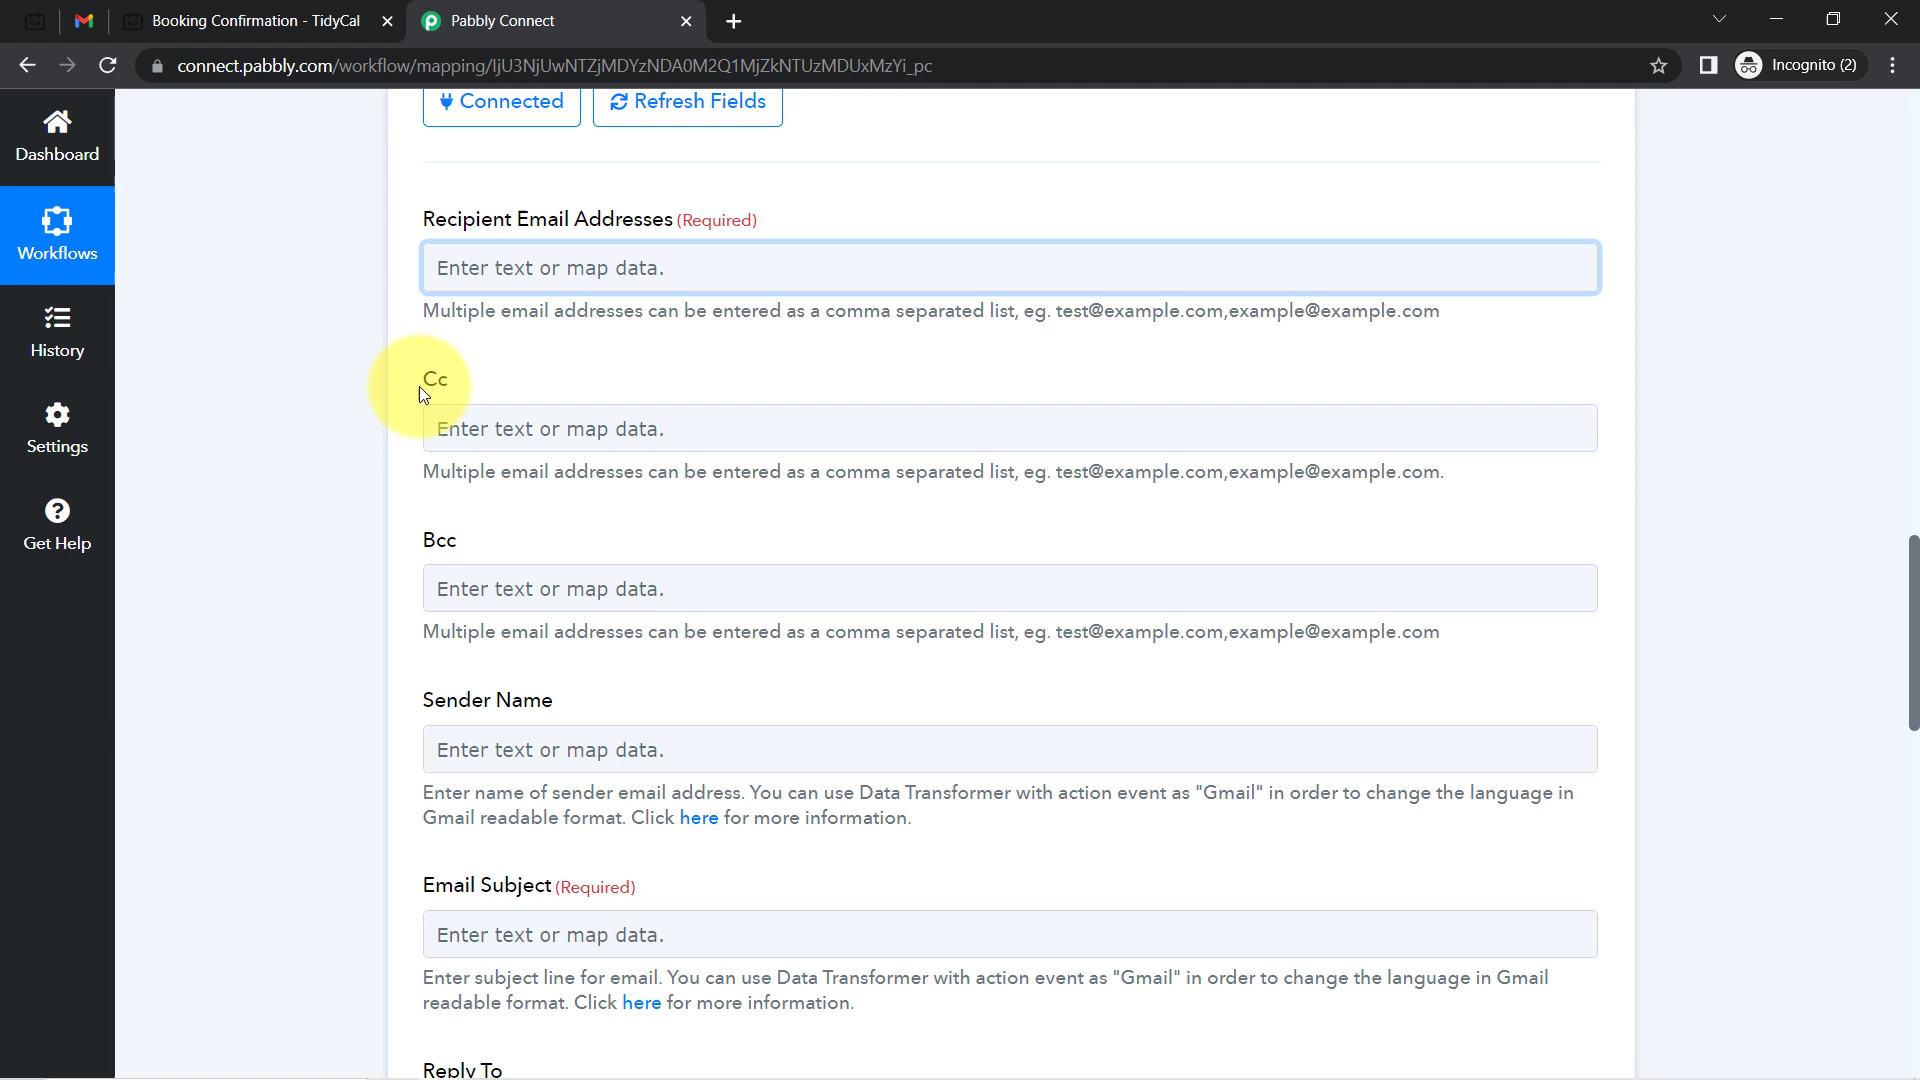 Booking Confirmation - TidyCal
Pabbly Connect
connect.pabbly.com/workflow/mapping/IjU3NjUwNTZjMDYzNDA0M2Q1MjZkNTUzMDUxMzYi_pc
Incognito (2)
Dashboard
Workflows
History
Settings
Get Help
Connected
Refresh Fields
Recipient Email Addresses (Required)
Enter text or map data.
Multiple email addresses can be entered as a comma separated list, eg. test@example.com,example@example.com
Cc
Enter text or map data.
Multiple email addresses can be entered as a comma separated list, eg. test@example.com,example@example.com.
Bcc
Enter text or map data.
Multiple email addresses can be entered as a comma separated list, eg. test@example.com,example@example.com
Sender Name
Enter text or map data.
Enter name of sender email address. You can use Data Transformer with action event as "Gmail" in order to change the language in
Gmail readable format. Click here for more information.
Email Subject (Required)
Enter text or map data.
Enter subject line for email. You can use Data Transformer with action event as "Gmail" in order to change the language in Gmail
readable format. Click here for more information.
Reply To